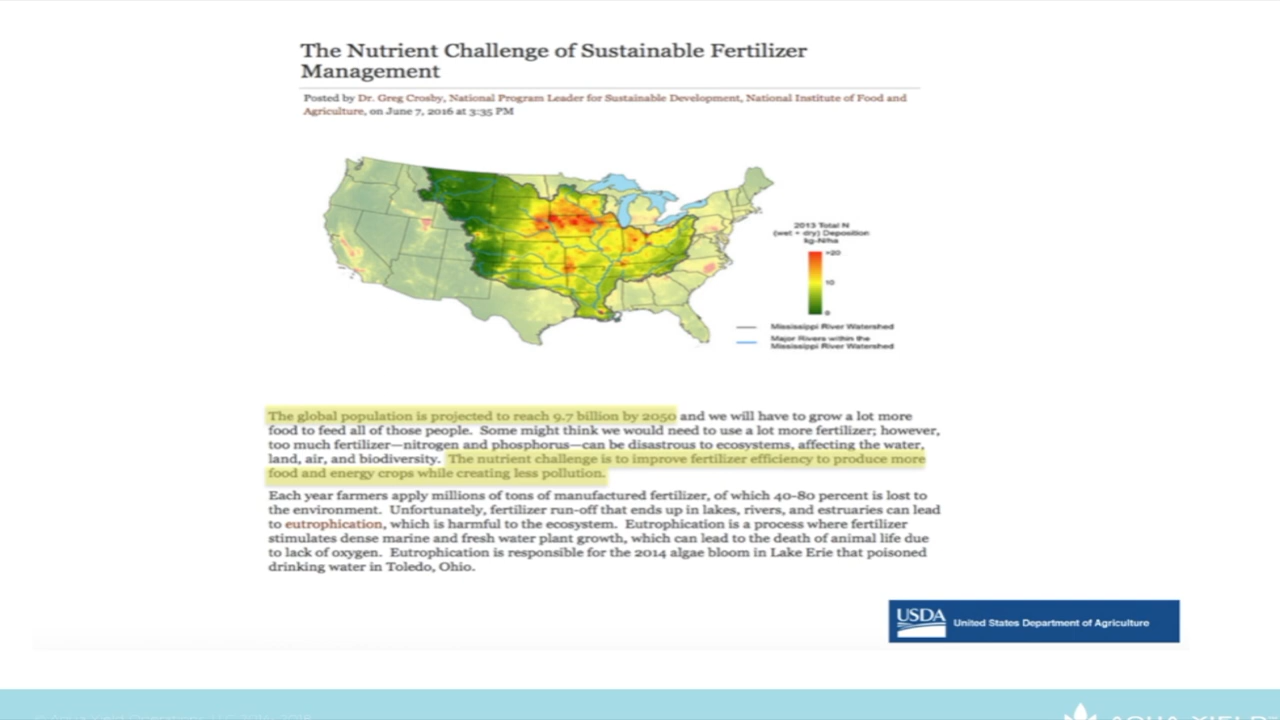 The Nutrient Challenge of Sustainable Fertilizer
Management
Posted by Dr. Greg Crosby, National Program Leader for Sustainable Development, National Institute of Food and
Agriculture, on June 7, 2016 at 3:35 PM
2013 Total N
(wet + dry) Deposition
kg-N/ha
>20
10
0
Mississippi River Watershed
Major Rivers within the
Mississippi River Watershed
The global population is projected to reach 9.7 billion by 2050 and we will have to grow a lot more
food to feed all of those people. Some might think we would need to use a lot more fertilizer; however,
too much fertilizer—nitrogen and phosphorus—can be disastrous to ecosystems, affecting the water,
land, air, and biodiversity. The nutrient challenge is to improve fertilizer efficiency to produce more
food and energy crops while creating less pollution.
Each year farmers apply millions of tons of manufactured fertilizer, of which 40-80 percent is lost to
the environment. Unfortunately, fertilizer run-off that ends up in lakes, rivers, and estuaries can lead
to eutrophication, which is harmful to the ecosystem. Eutrophication is a process where fertilizer
stimulates dense marine and fresh water plant growth, which can lead to the death of animal life due
to lack of oxygen. Eutrophication is responsible for the 2014 algae bloom in Lake Erie that poisoned
drinking water in Toledo, Ohio.
USDA United States Department of Agriculture
AQUA YIELD